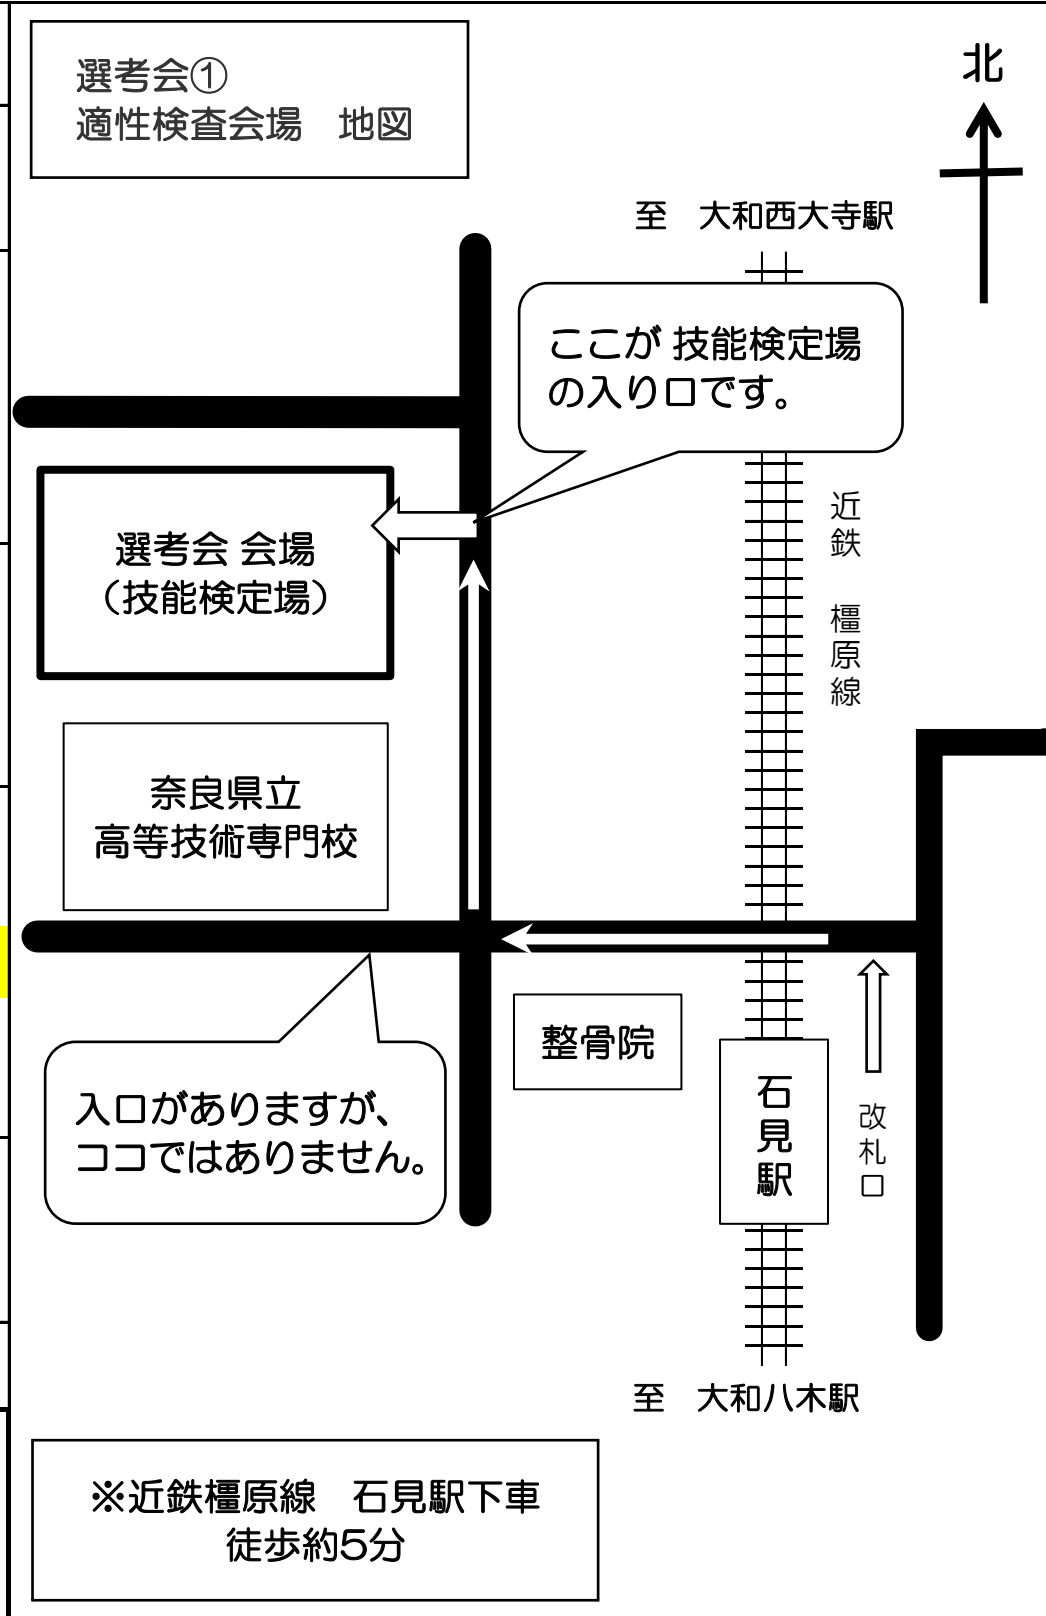 選考会①
適性検査会場　地図
北
至　大和西大寺駅
ここが 技能検定場
の入り口です。
近鉄　橿原線
選考会 会場
（技能検定場）
奈良県立
高等技術専門校
整骨院
石見駅
改札口
入口がありますが、
ココではありません。
至　大和八木駅
※近鉄橿原線　石見駅下車
徒歩約5分